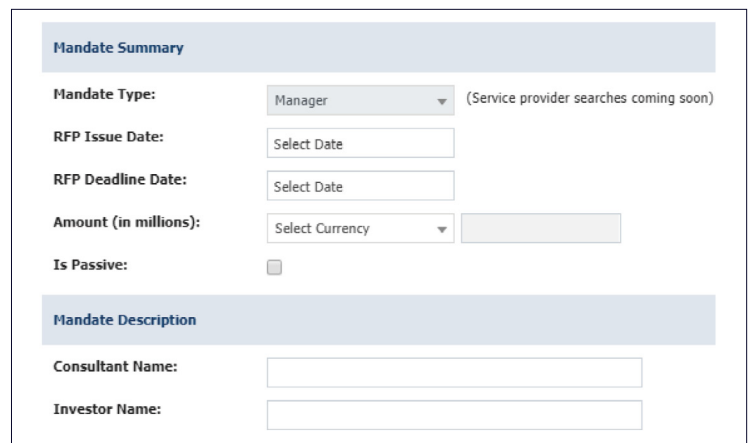 Mandate Summary
Mandate Type: Manager (Service provider searches coming soon)
RFP Issue Date: Select Date
RFP Deadline Date: Select Date
Amount (in millions): Select Currency
Is Passive:
Mandate Description
Consultant Name:
Investor Name: